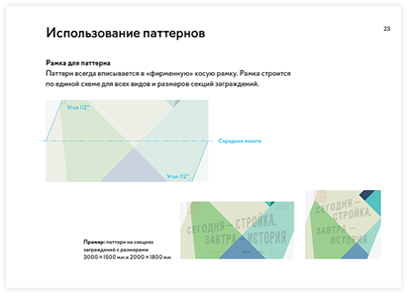 Использование паттернов
23
Рамка для паттерна
Паттерн всегда вписывается в «фирменную» косую рамку. Рамка строится
по единой схеме для всех видов и размеров секций заграждений.
Угол 112°
Середина макета
Угол 112°
СЕГОДНЯ — СТРОЙКА,
ЗАВТРА — ИСТОРИЯ
СЕГОДНЯ —
СТРОЙКА,
ЗАВТРА —
ИСТОРИЯ
Пример: паттерн на секциях
заграждений с размерами
3000 × 1500 мм и 2000 × 1800 мм